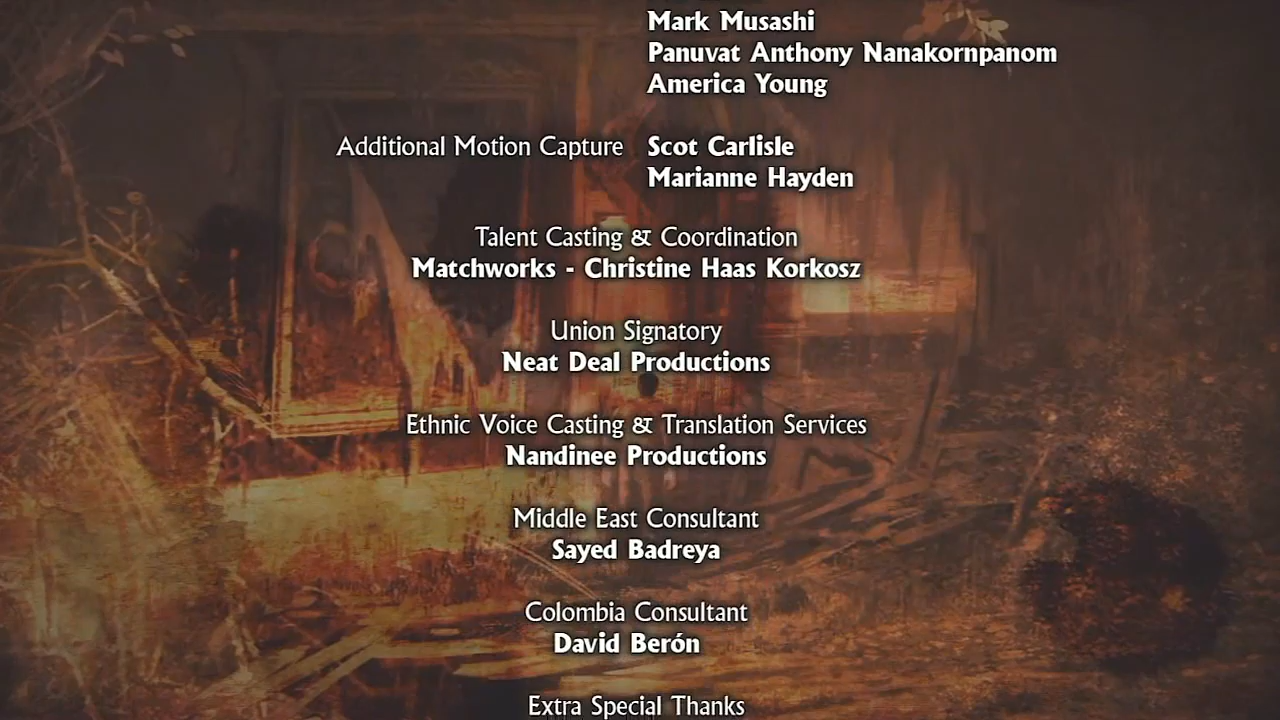 Mark Musashi
Panuvat Anthony Nanakornpanom
America Young
Additional Motion Capture Scot Carlisle
Marianne Hayden
Talent Casting & Coordination
Matchworks - Christine Haas Korkosz
Union Signatory
Neat Deal Productions
Ethnic Voice Casting & Translation Services
Nandinee Productions
Middle East Consultant
Sayed Badreya
Colombia Consultant
David Berón
Extra Special Thanks